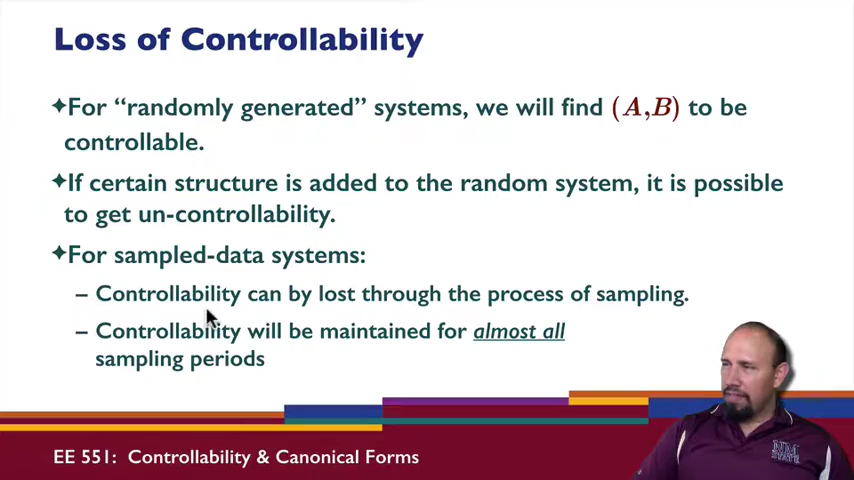 Loss of Controllability
✦For “randomly generated” systems, we will find (A,B) to be
controllable.
✦If certain structure is added to the random system, it is possible
to get un-controllability.
✦For sampled-data systems:
– Controllability can by lost through the process of sampling.
– Controllability will be maintained for almost all
sampling periods
NM
STATE
EE 551: Controllability & Canonical Forms